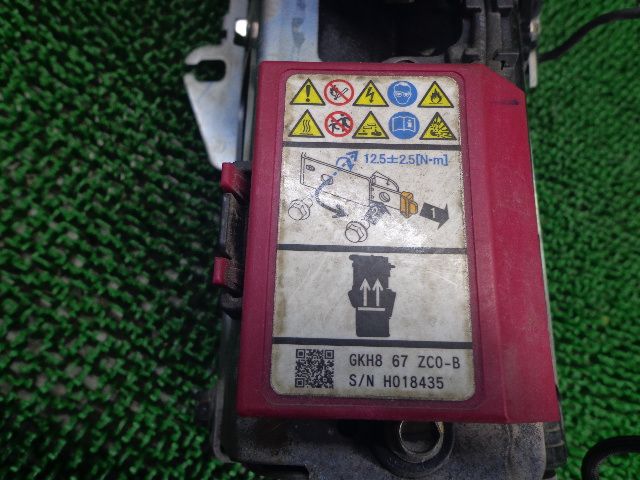 12.5±2.5[N·m]
1
GKH8 67 ZC0-B
S/N H018435